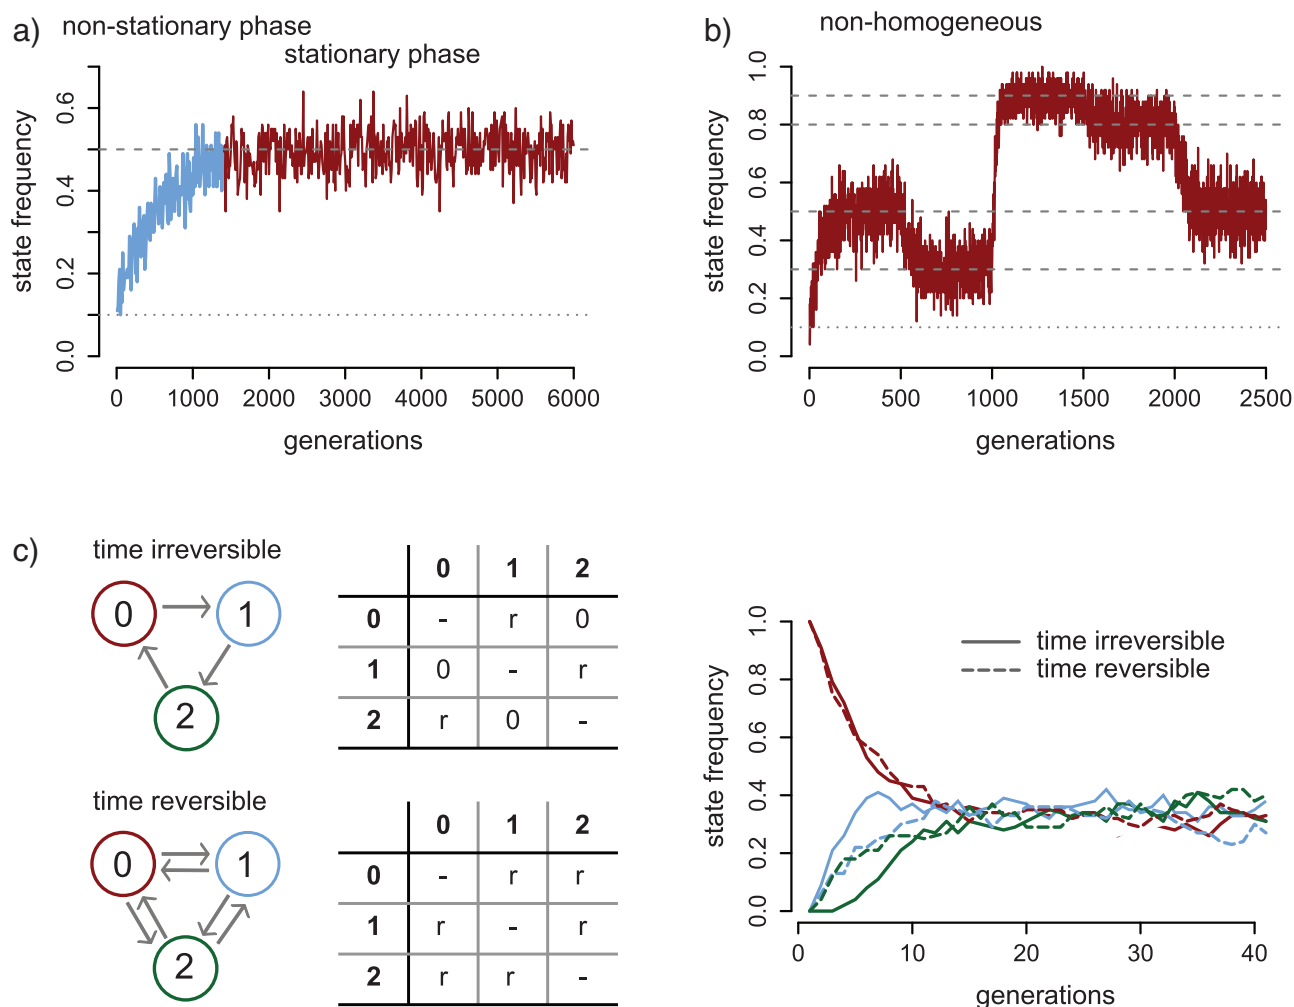 a) non-stationary phase
stationary phase
state frequency
0.0 0.2 0.4 0.6
0 1000 2000 3000 4000 5000 6000
generations
b) non-homogeneous
state frequency
0.0 0.2 0.4 0.6 0.8 1.0
0 500 1000 1500 2000 2500
generations
c) time irreversible
0 1
2
0 1 2
0 - r 0
1 0 - r
2 r 0 -
time reversible
0 1
2
0 1 2
0 - r r
1 r - r
2 r r -
time irreversible
time reversible
state frequency
0.0 0.2 0.4 0.6 0.8 1.0
0 10 20 30 40
generations